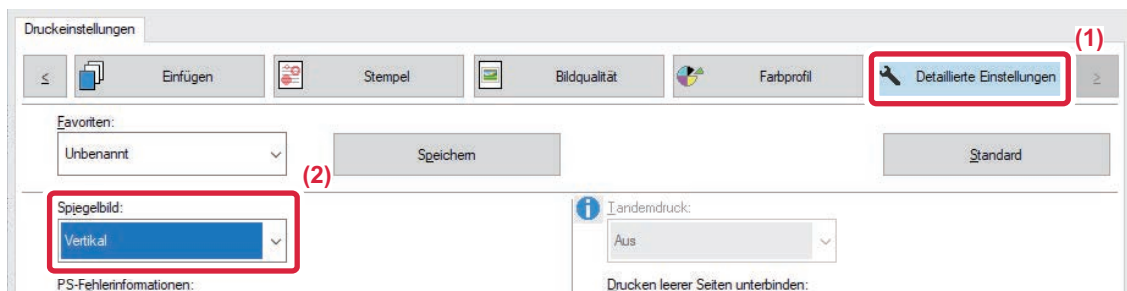 Druckeinstellungen
(1)
<
Einfügen
Stempel
Bildqualität
Farbprofil
Detaillierte Einstellungen
>
Favoriten:
Unbenannt
Speichern
Standard
(2)
Spiegelbild:
Tandemdruck:
Vertikal
Aus
PS-Fehlerinformationen:
Drucken leerer Seiten unterbinden: